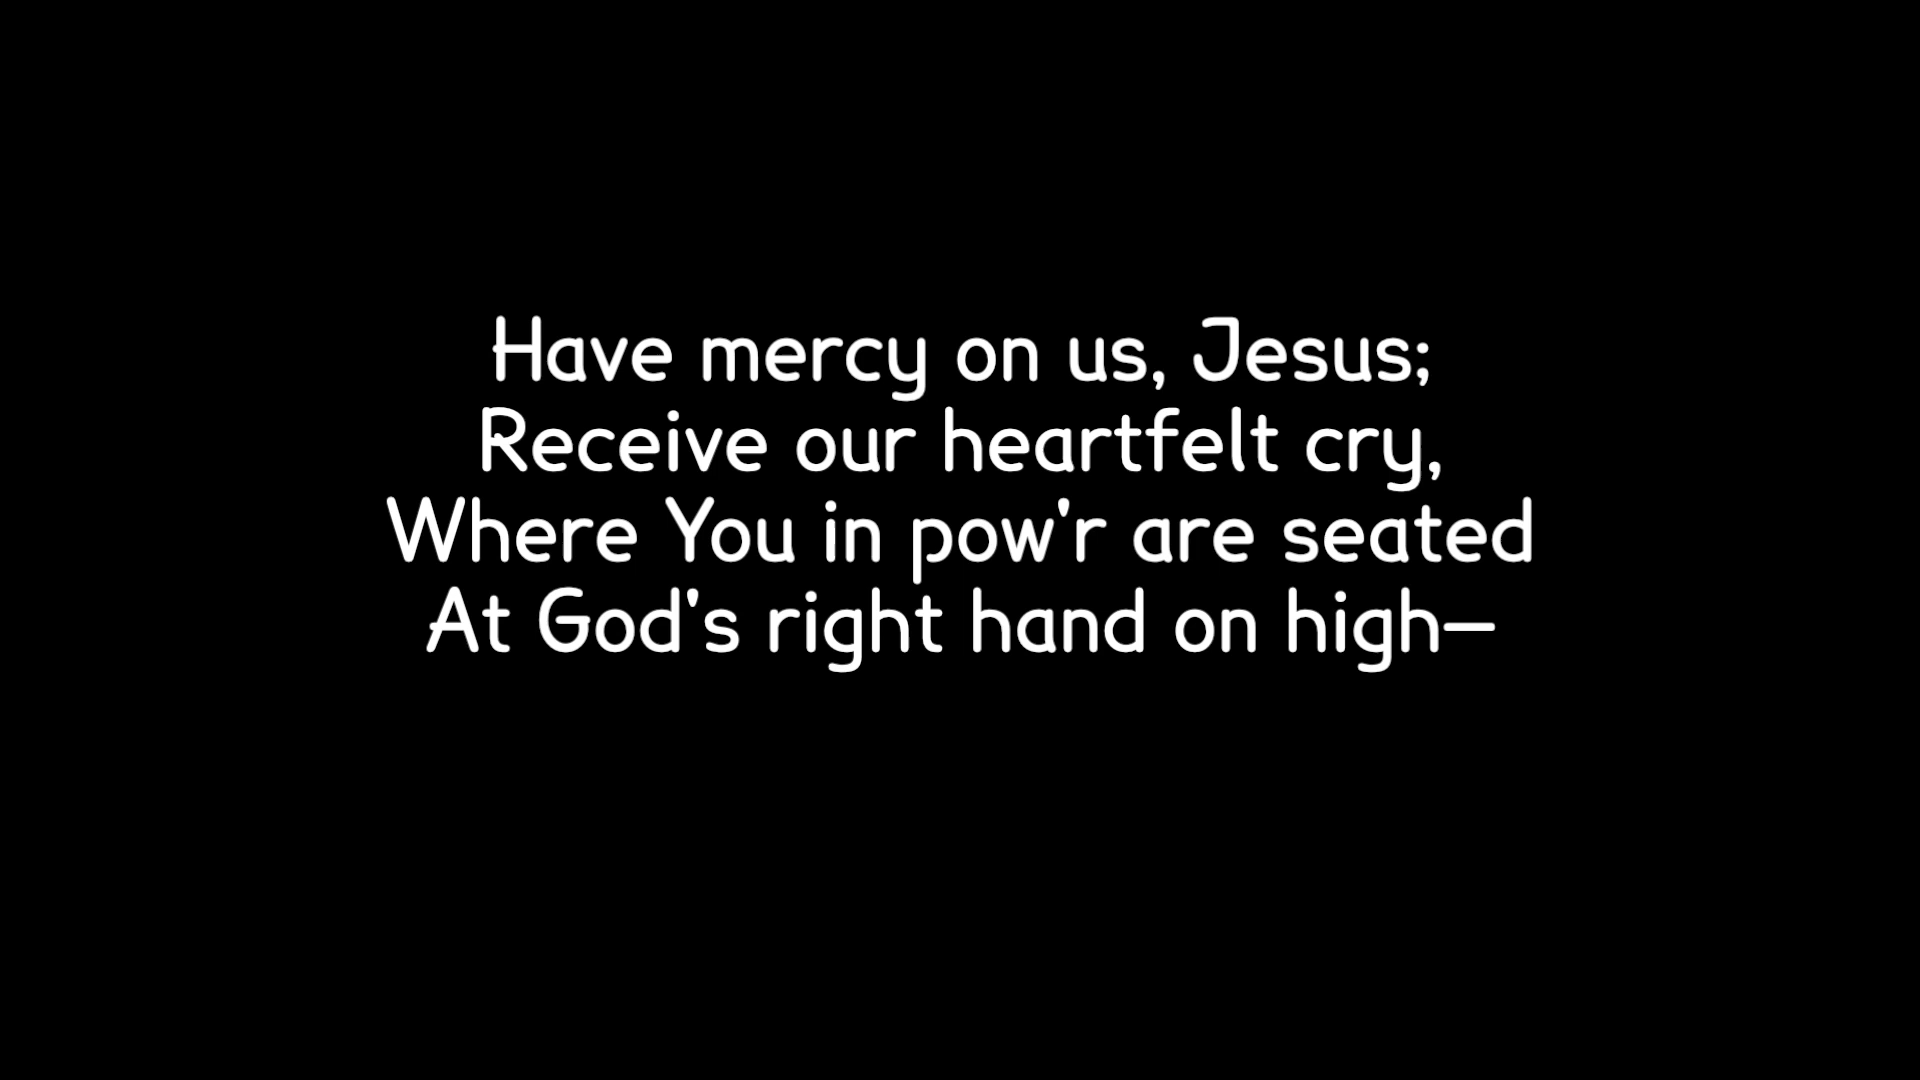 Have mercy on us, Jesus;
Receive our heartfelt cry,
Where You in pow'r are seated
At God's right hand on high—